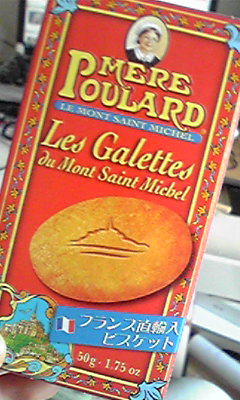 MÈRE
POULARD
LE MONT SAINT MICHEL
Les Galettes
du Mont Saint Michel
フランス直輸入
ビスケット
50g - 1.75 oz